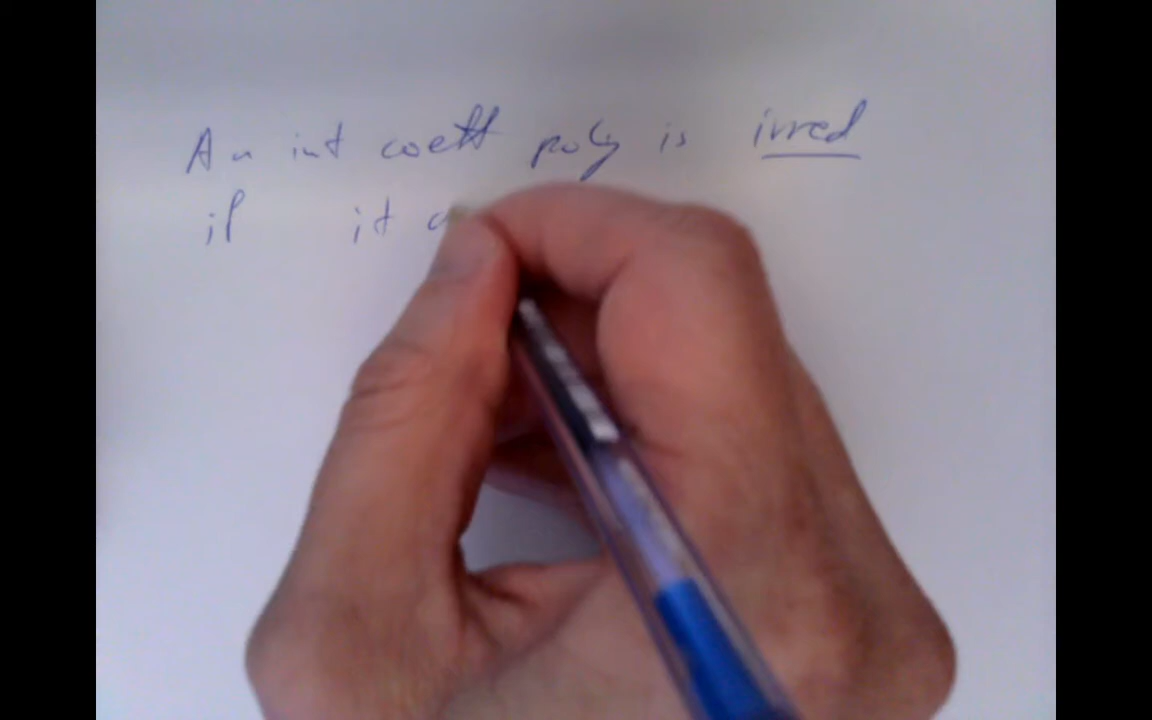 An int coeff poly is irred
if it